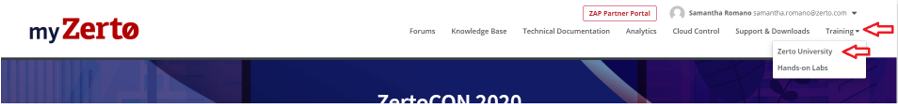 ZAP Partner Portal
Samantha Romano samantha.romano@zerto.com
myZerto
Forums Knowledge Base Technical Documentation Analytics Cloud Control Support & Downloads Training
Zerto University
Hands-on Labs
ZertoCON 2020